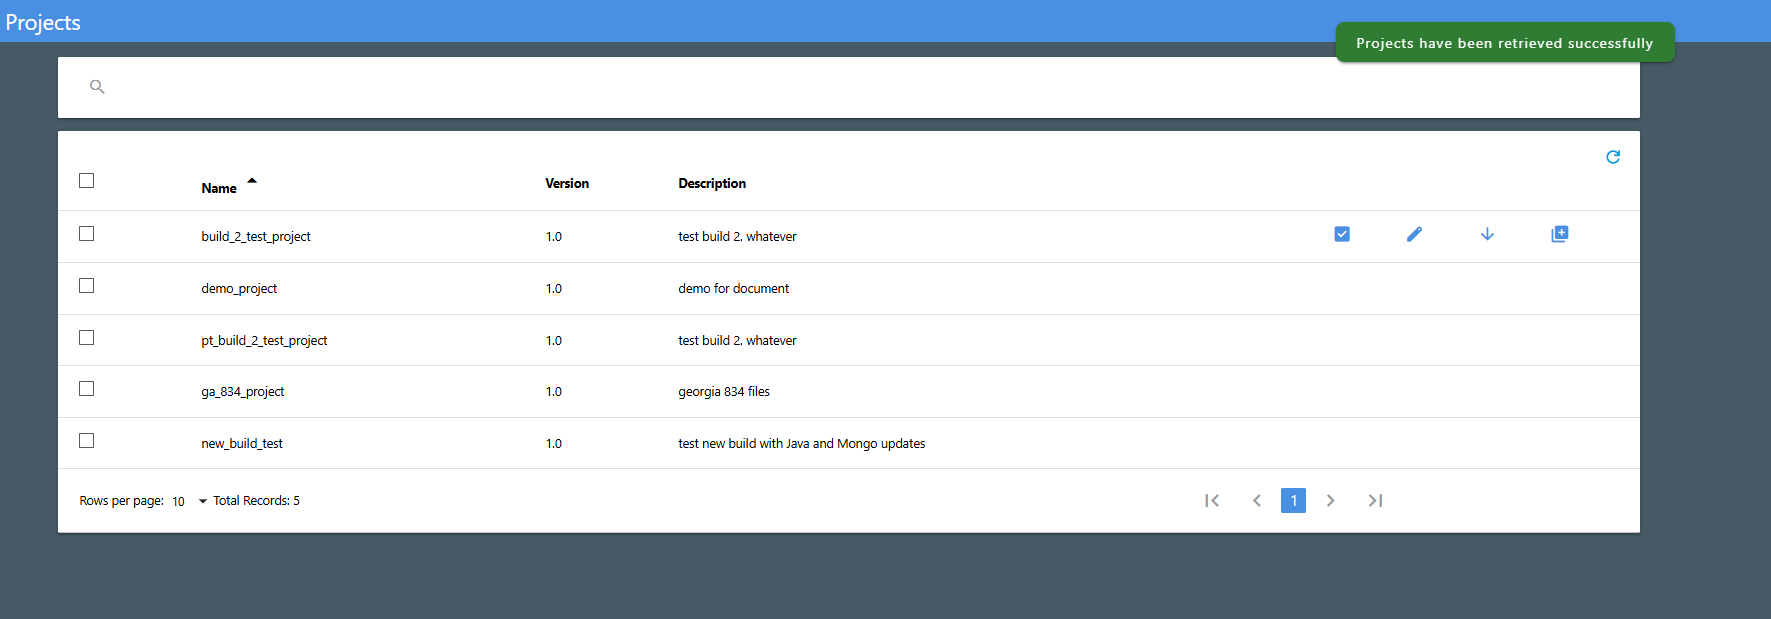 Projects
Projects have been retrieved successfully
Name Version Description
build_2_test_project 1.0 test build 2. whatever
demo_project 1.0 demo for document
pt_build_2_test_project 1.0 test build 2. whatever
ga_834_project 1.0 georgia 834 files
new_build_test 1.0 test new build with Java and Mongo updates
Rows per page: 10 Total Records: 5 1